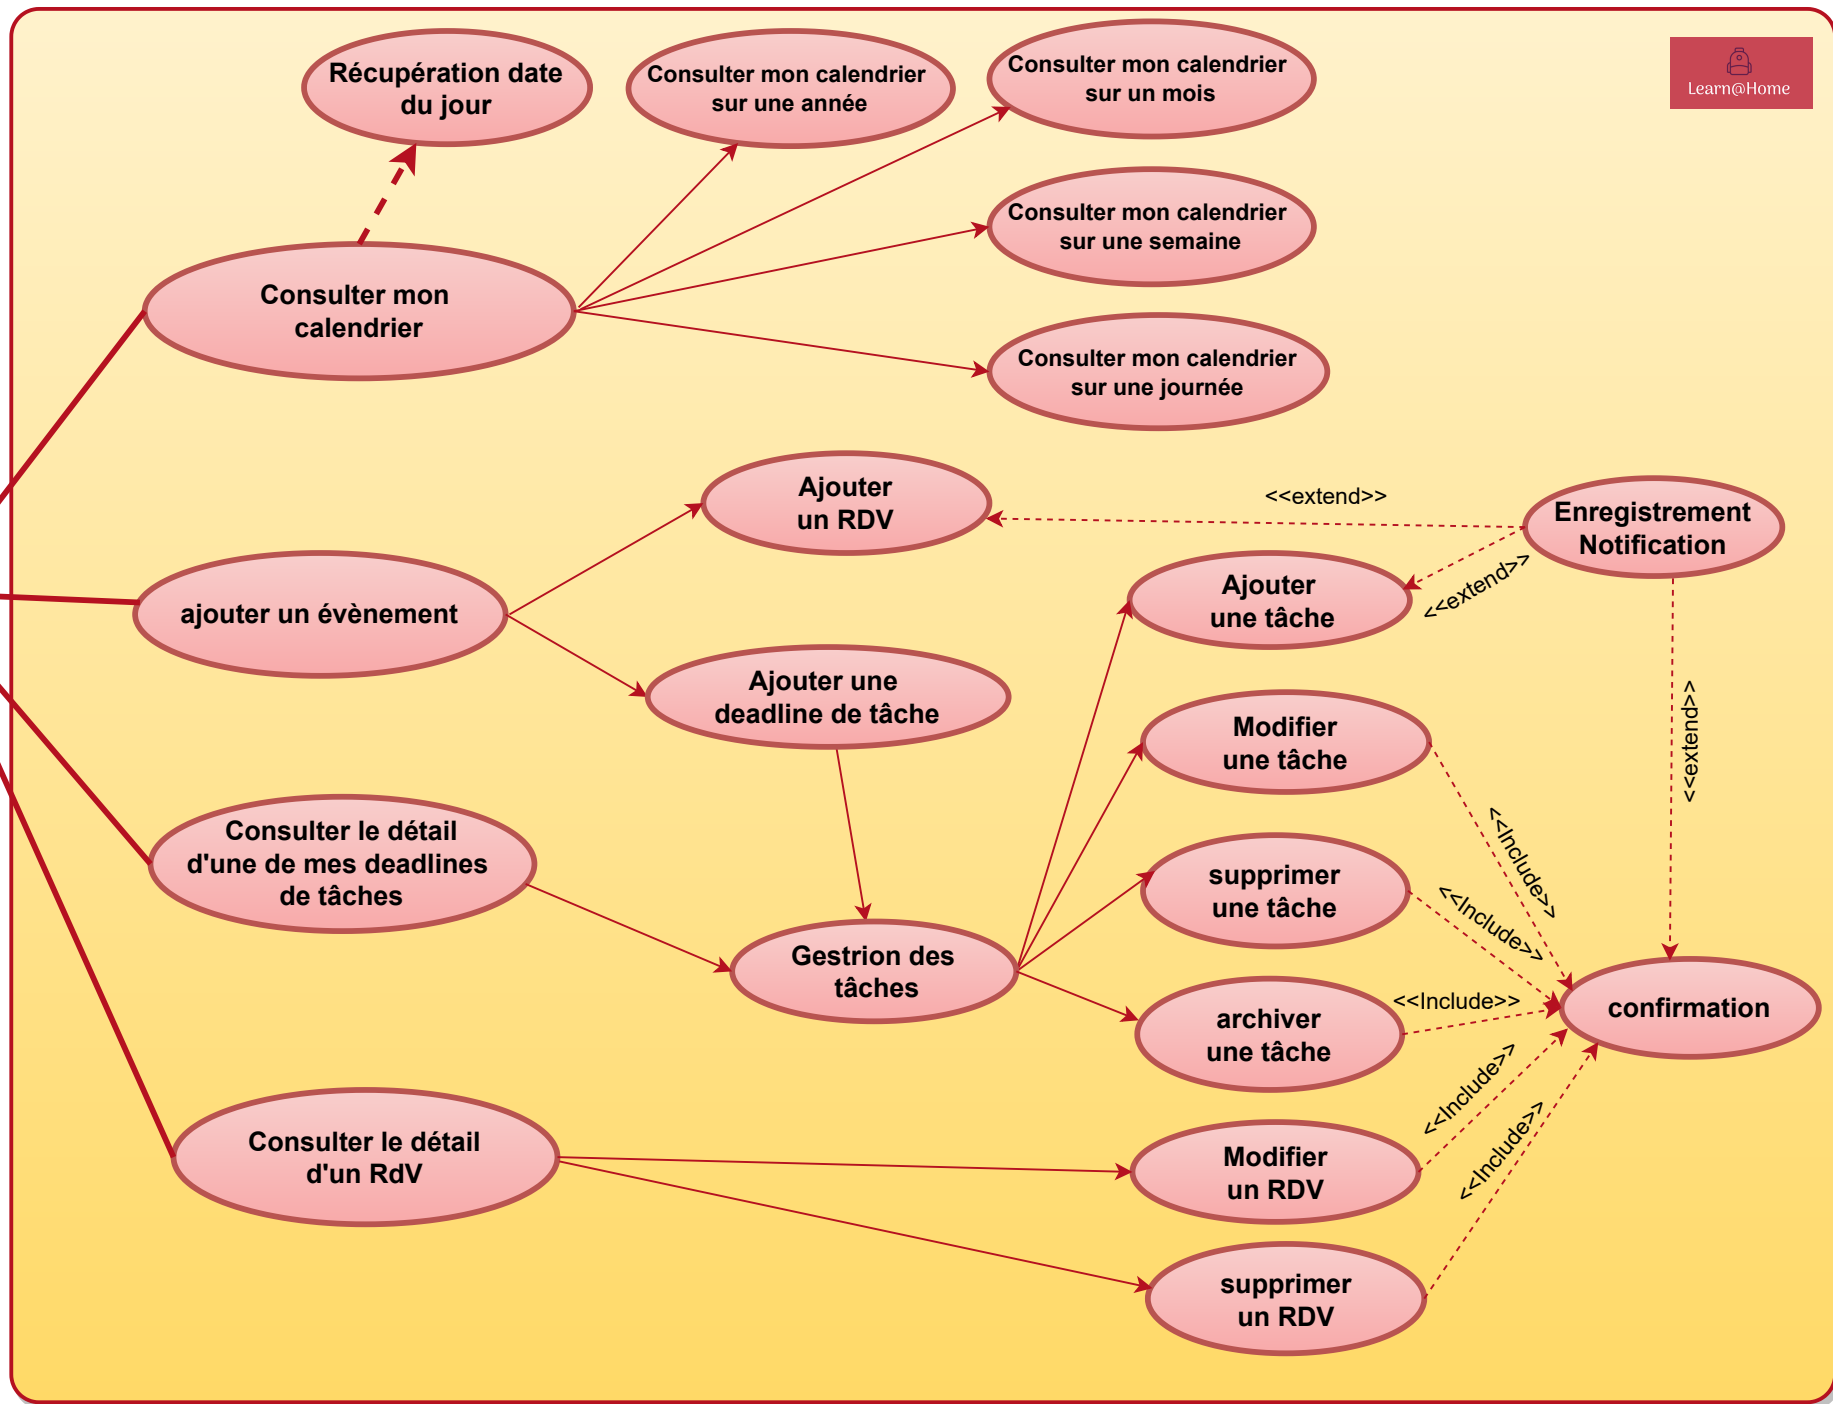 Récupération date
du jour
Consulter mon calendrier
sur une année
Consulter mon calendrier
sur un mois
Learn@Home
Consulter mon calendrier
sur une semaine
Consulter mon
calendrier
Consulter mon calendrier
sur une journée
Ajouter
un RDV
<<extend>>
Enregistrement
Notification
ajouter un évènement
Ajouter
une tâche
<<extend>>
Ajouter une
deadline de tâche
Modifier
une tâche
<<extend>>
Consulter le détail
d'une de mes deadlines
de tâches
supprimer
une tâche
<<Include>>
<<Include>>
Gestrion des
tâches
archiver
une tâche
<<Include>>
confirmation
Consulter le détail
d'un RdV
Modifier
un RDV
<<Include>>
<<Include>>
supprimer
un RDV